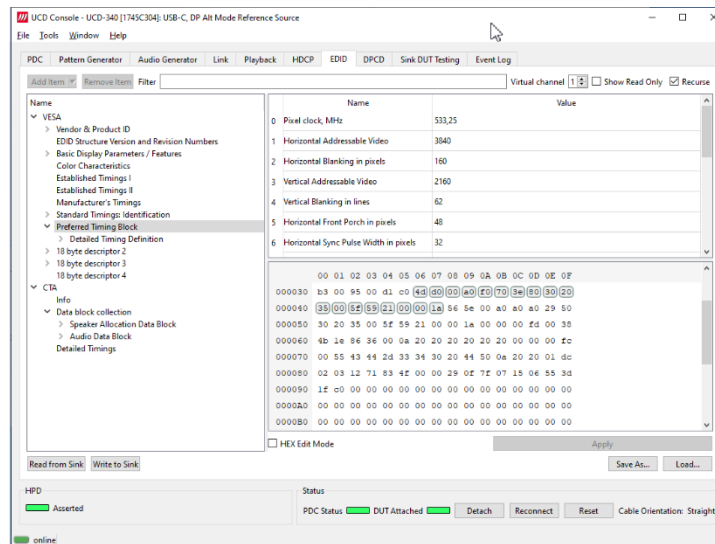 UCD Console - UCD-340 [1745C304]: USB-C, DP Alt Mode Reference Source
File Tools Window Help
PDC Pattern Generator Audio Generator Link Playback HDCP EDID DPCD Sink DUT Testing Event Log
Add Item Remove Item Filter Virtual channel 1 Show Read Only Recurse
Name
VESA
Vendor & Product ID
EDID Structure Version and Revision Numbers
Basic Display Parameters / Features
Color Characteristics
Established Timings I
Established Timings II
Manufacturer's Timings
Standard Timings: Identification
Preferred Timing Block
Detailed Timing Definition
18 byte descriptor 2
18 byte descriptor 3
18 byte descriptor 4
CTA
Info
Data block collection
Speaker Allocation Data Block
Audio Data Block
Detailed Timings
Name Value
0 Pixel clock, MHz 533,25
1 Horizontal Addressable Video 3840
2 Horizontal Blanking in pixels 160
3 Vertical Addressable Video 2160
4 Vertical Blanking in lines 62
5 Horizontal Front Porch in pixels 48
6 Horizontal Sync Pulse Width in pixels 32
00 01 02 03 04 05 06 07 08 09 0A 0B 0C 0D 0E 0F
000030 b3 00 95 00 d1 c0 4d d0 00 a0 f0 70 3e 80 30 20
000040 35 00 5f 59 21 00 00 1a 56 5e 00 a0 a0 a0 29 50
000050 30 20 35 00 5f 59 21 00 00 1a 00 00 00 fd 00 38
000060 4b 1e 86 36 00 0a 20 20 20 20 20 20 00 00 00 fc
000070 00 55 43 44 2d 33 34 30 20 44 50 0a 20 20 01 dc
000080 02 03 12 71 83 4f 00 00 29 0f 7f 07 15 06 55 3d
000090 1f c0 00 00 00 00 00 00 00 00 00 00 00 00 00 00
0000A0 00 00 00 00 00 00 00 00 00 00 00 00 00 00 00 00
0000B0 00 00 00 00 00 00 00 00 00 00 00 00 00 00 00 00
HEX Edit Mode Apply
Read from Sink Write to Sink Save As... Load...
HPD
Asserted
Status
PDC Status DUT Attached Detach Reconnect Reset Cable Orientation: Straight
online